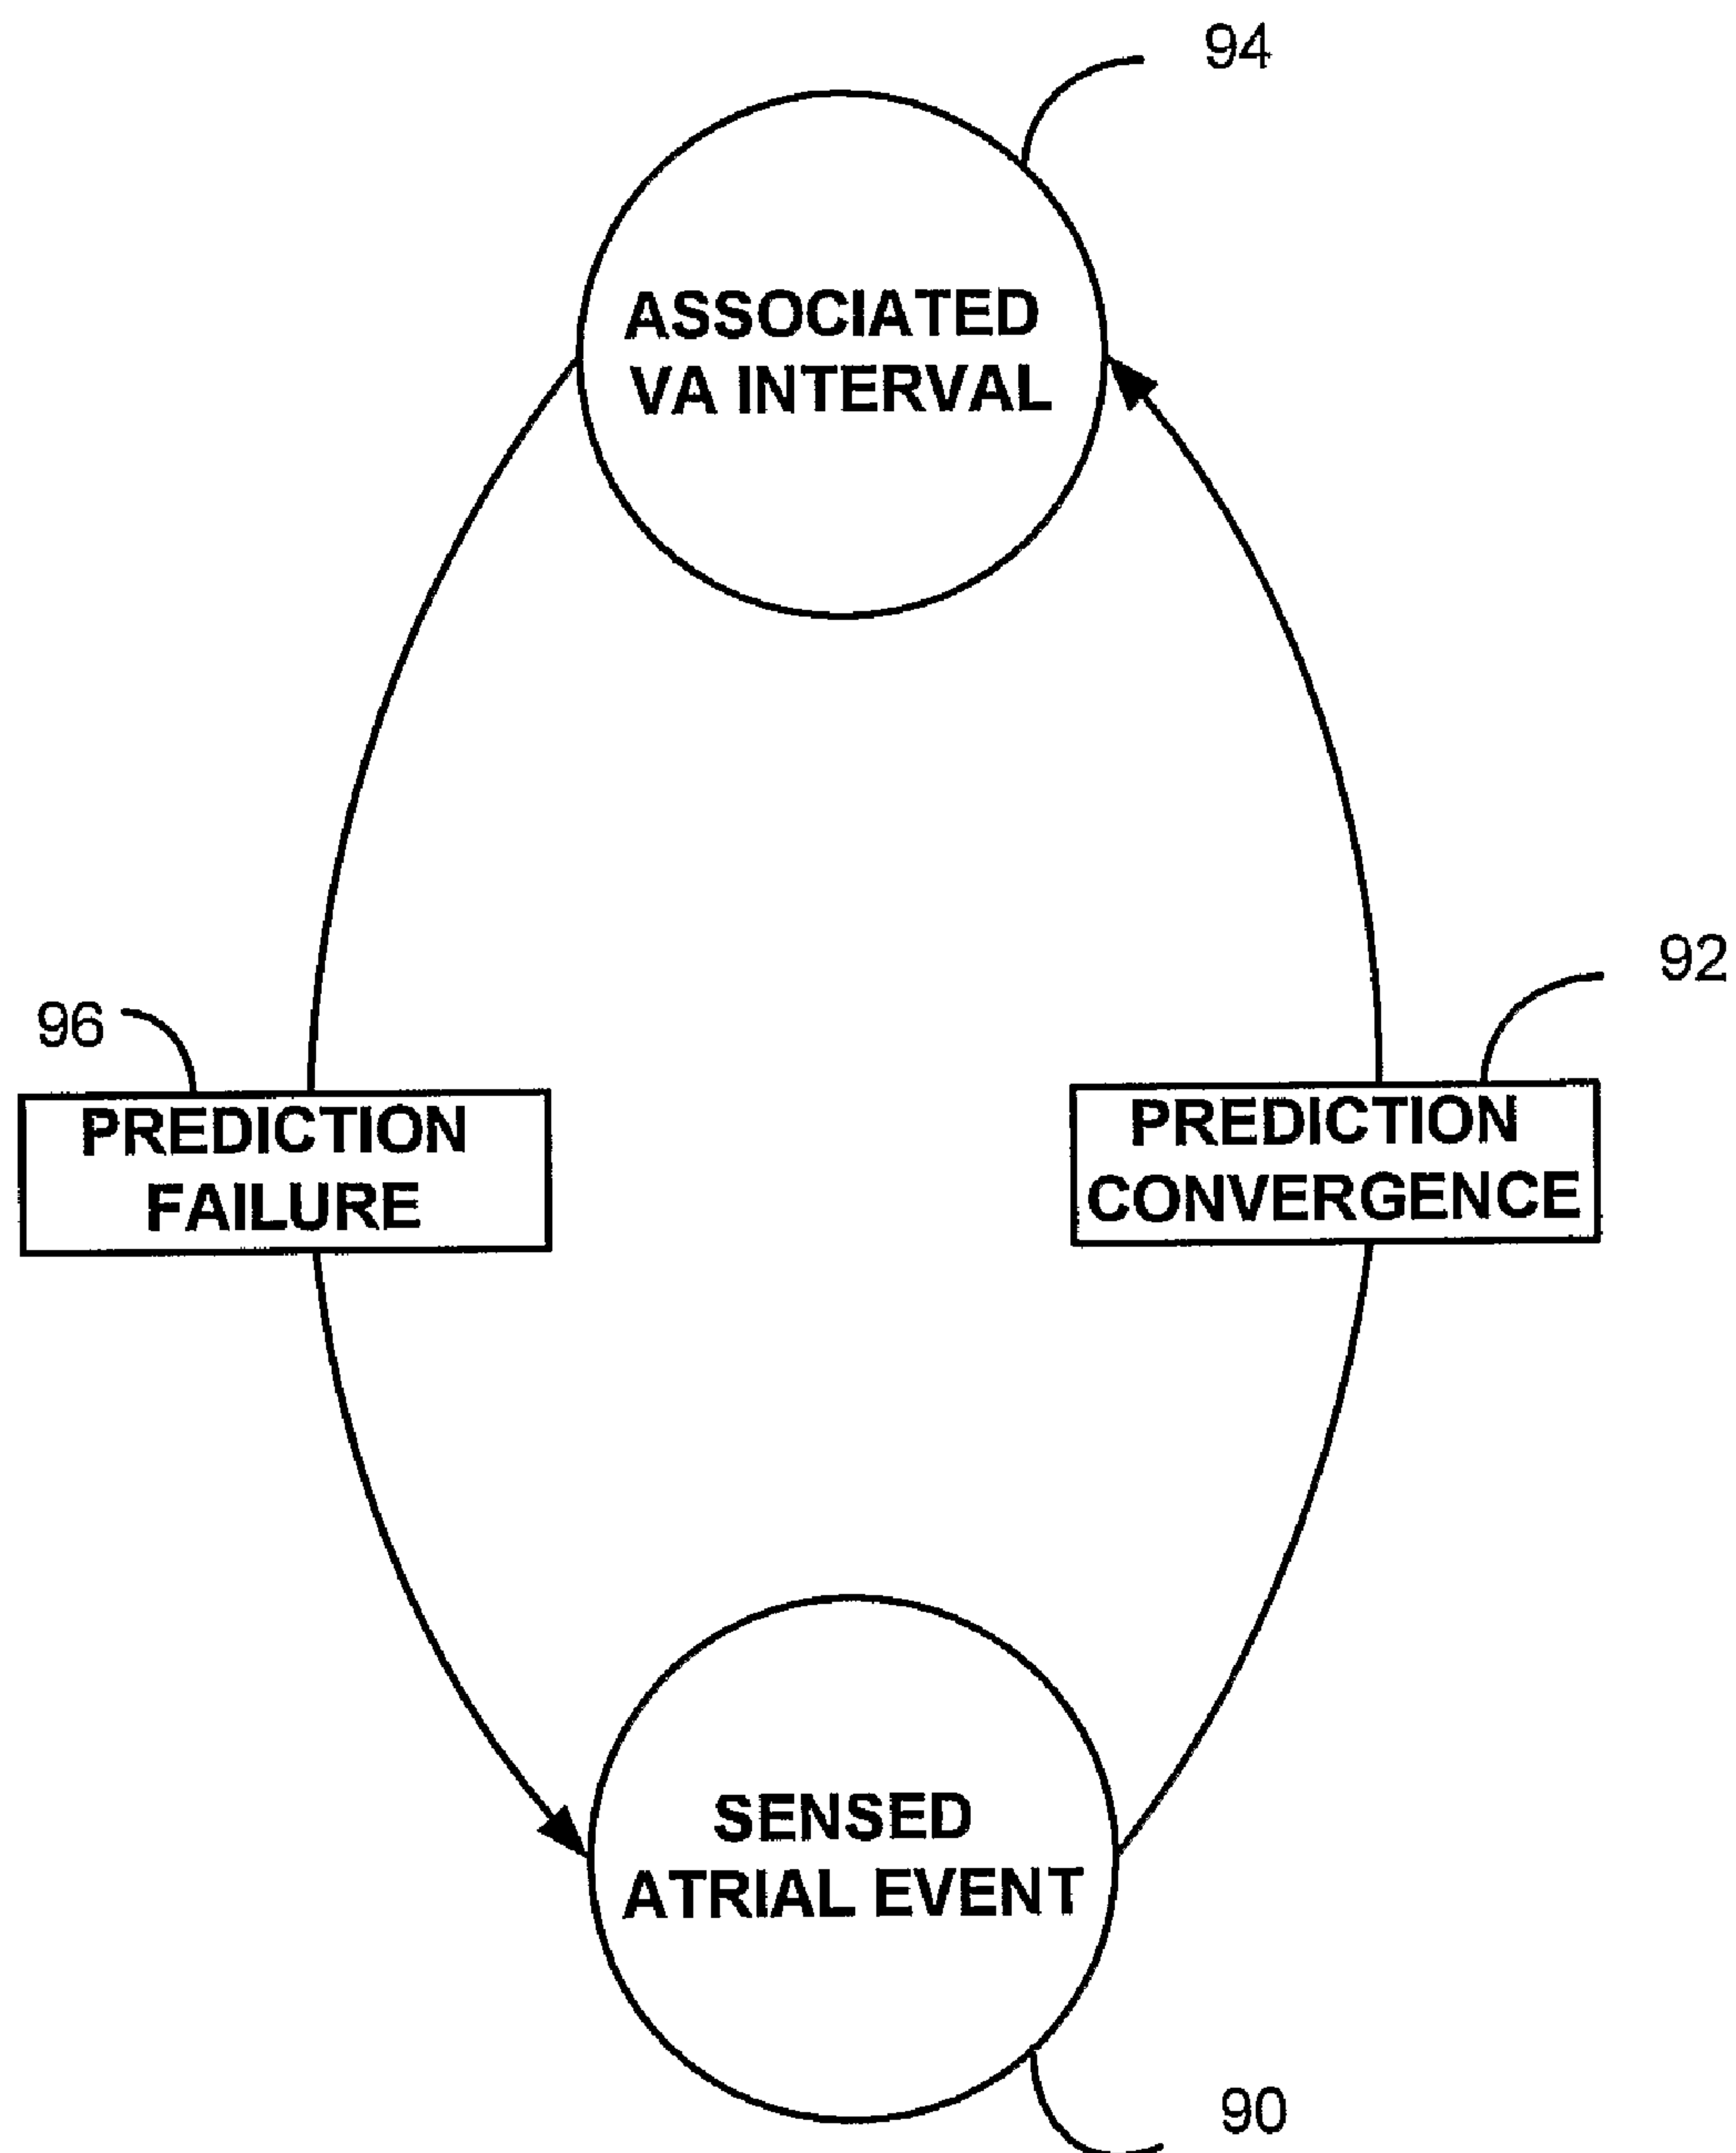 94
ASSOCIATED
VA INTERVAL
92
96
PREDICTION
FAILURE
PREDICTION
CONVERGENCE
SENSED
ATRIAL EVENT
90